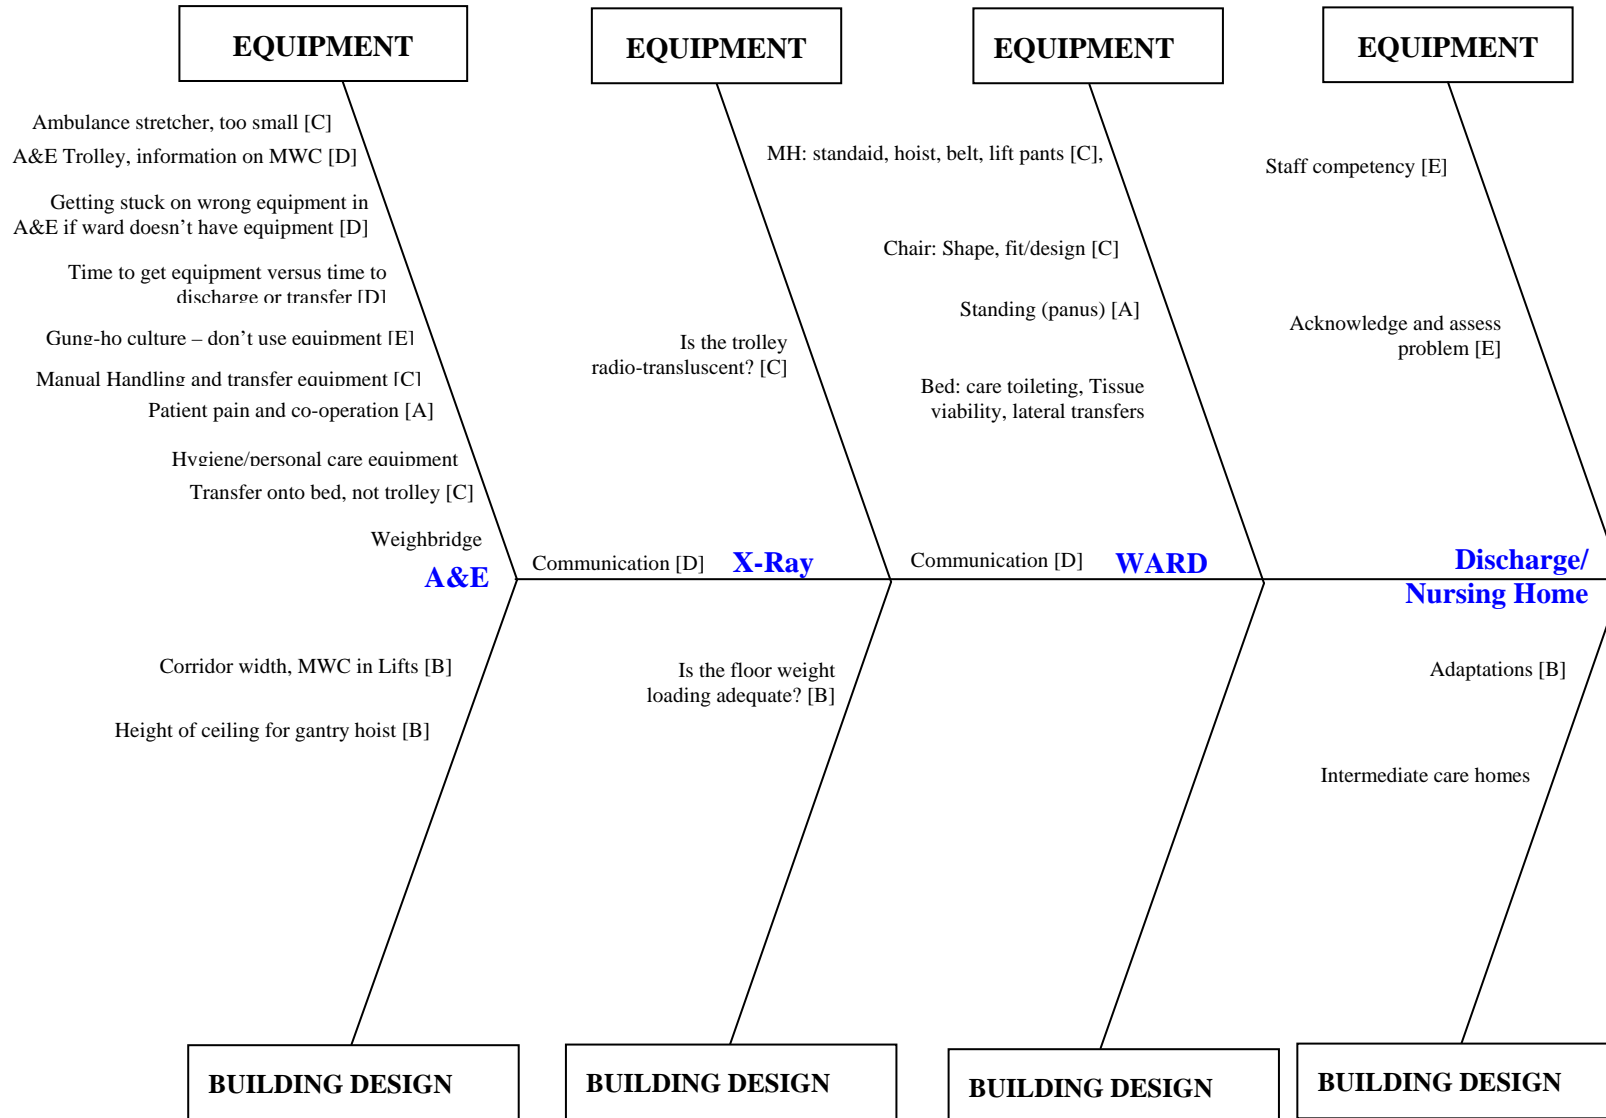 EQUIPMENT
EQUIPMENT
EQUIPMENT
EQUIPMENT
Ambulance stretcher, too small [C]
A&E Trolley, information on MWC [D]
Getting stuck on wrong equipment in
A&E if ward doesn’t have equipment [D]
Time to get equipment versus time to
discharge or transfer [D]
Gung-ho culture – don’t use equipment [E]
Manual Handling and transfer equipment [C]
Patient pain and co-operation [A]
Hygiene/personal care equipment
Transfer onto bed, not trolley [C]
Weighbridge
A&E
Is the trolley
radio-transluscent? [C]
Communication [D]
X-Ray
MH: standaid, hoist, belt, lift pants [C],
Chair: Shape, fit/design [C]
Standing (panus) [A]
Bed: care toileting, Tissue
viability, lateral transfers
Communication [D]
WARD
Staff competency [E]
Acknowledge and assess
problem [E]
Discharge/
Nursing Home
Corridor width, MWC in Lifts [B]
Height of ceiling for gantry hoist [B]
Is the floor weight
loading adequate? [B]
Adaptations [B]
Intermediate care homes
BUILDING DESIGN
BUILDING DESIGN
BUILDING DESIGN
BUILDING DESIGN